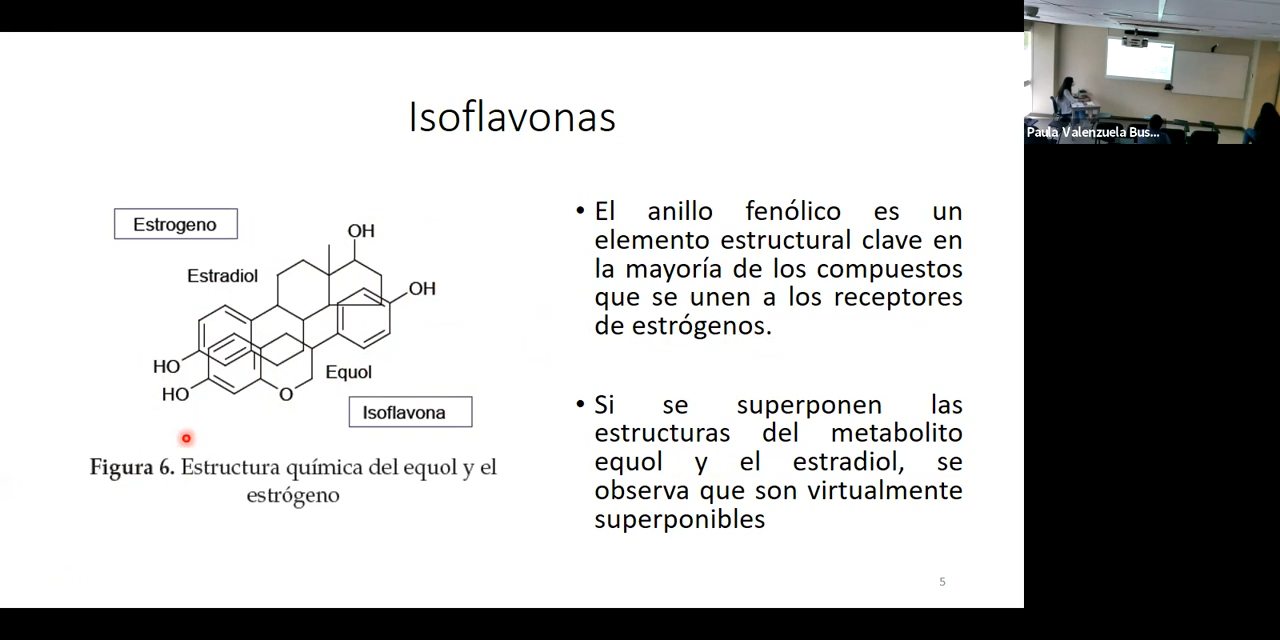 Isoflavonas
Estrogeno
OH
Estradiol
OH
HO
HO
O
Equol
Isoflavona
Figura 6. Estructura química del equol y el
estrógeno
• El anillo fenólico es un
elemento estructural clave en
la mayoría de los compuestos
que se unen a los receptores
de estrógenos.
• Si se superponen las
estructuras del metabolito
equol y el estradiol, se
observa que son virtualmente
superponibles
5
Paula Valenzuela Bus...